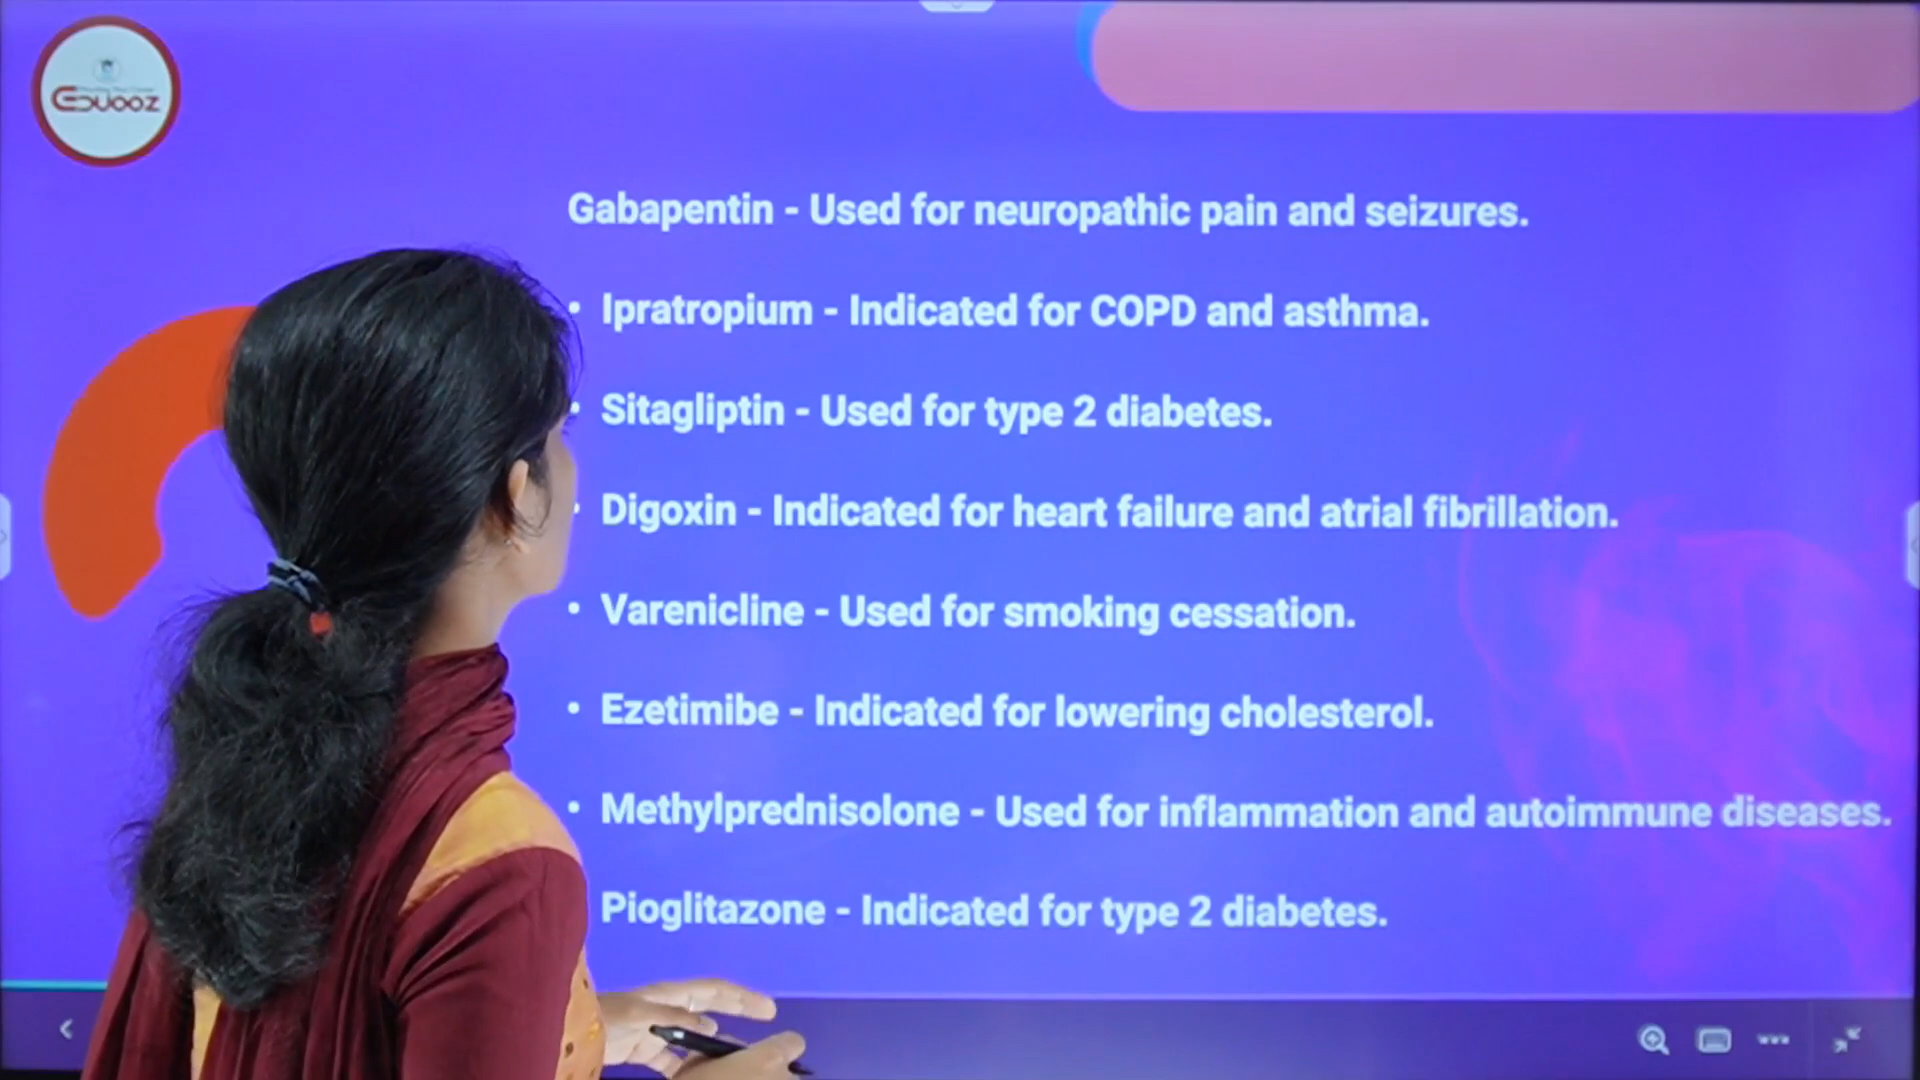 EDUOOZ
Gabapentin - Used for neuropathic pain and seizures.
• Ipratropium - Indicated for COPD and asthma.
• Sitagliptin - Used for type 2 diabetes.
• Digoxin - Indicated for heart failure and atrial fibrillation.
• Varenicline - Used for smoking cessation.
• Ezetimibe - Indicated for lowering cholesterol.
• Methylprednisolone - Used for inflammation and autoimmune diseases.
Pioglitazone - Indicated for type 2 diabetes.